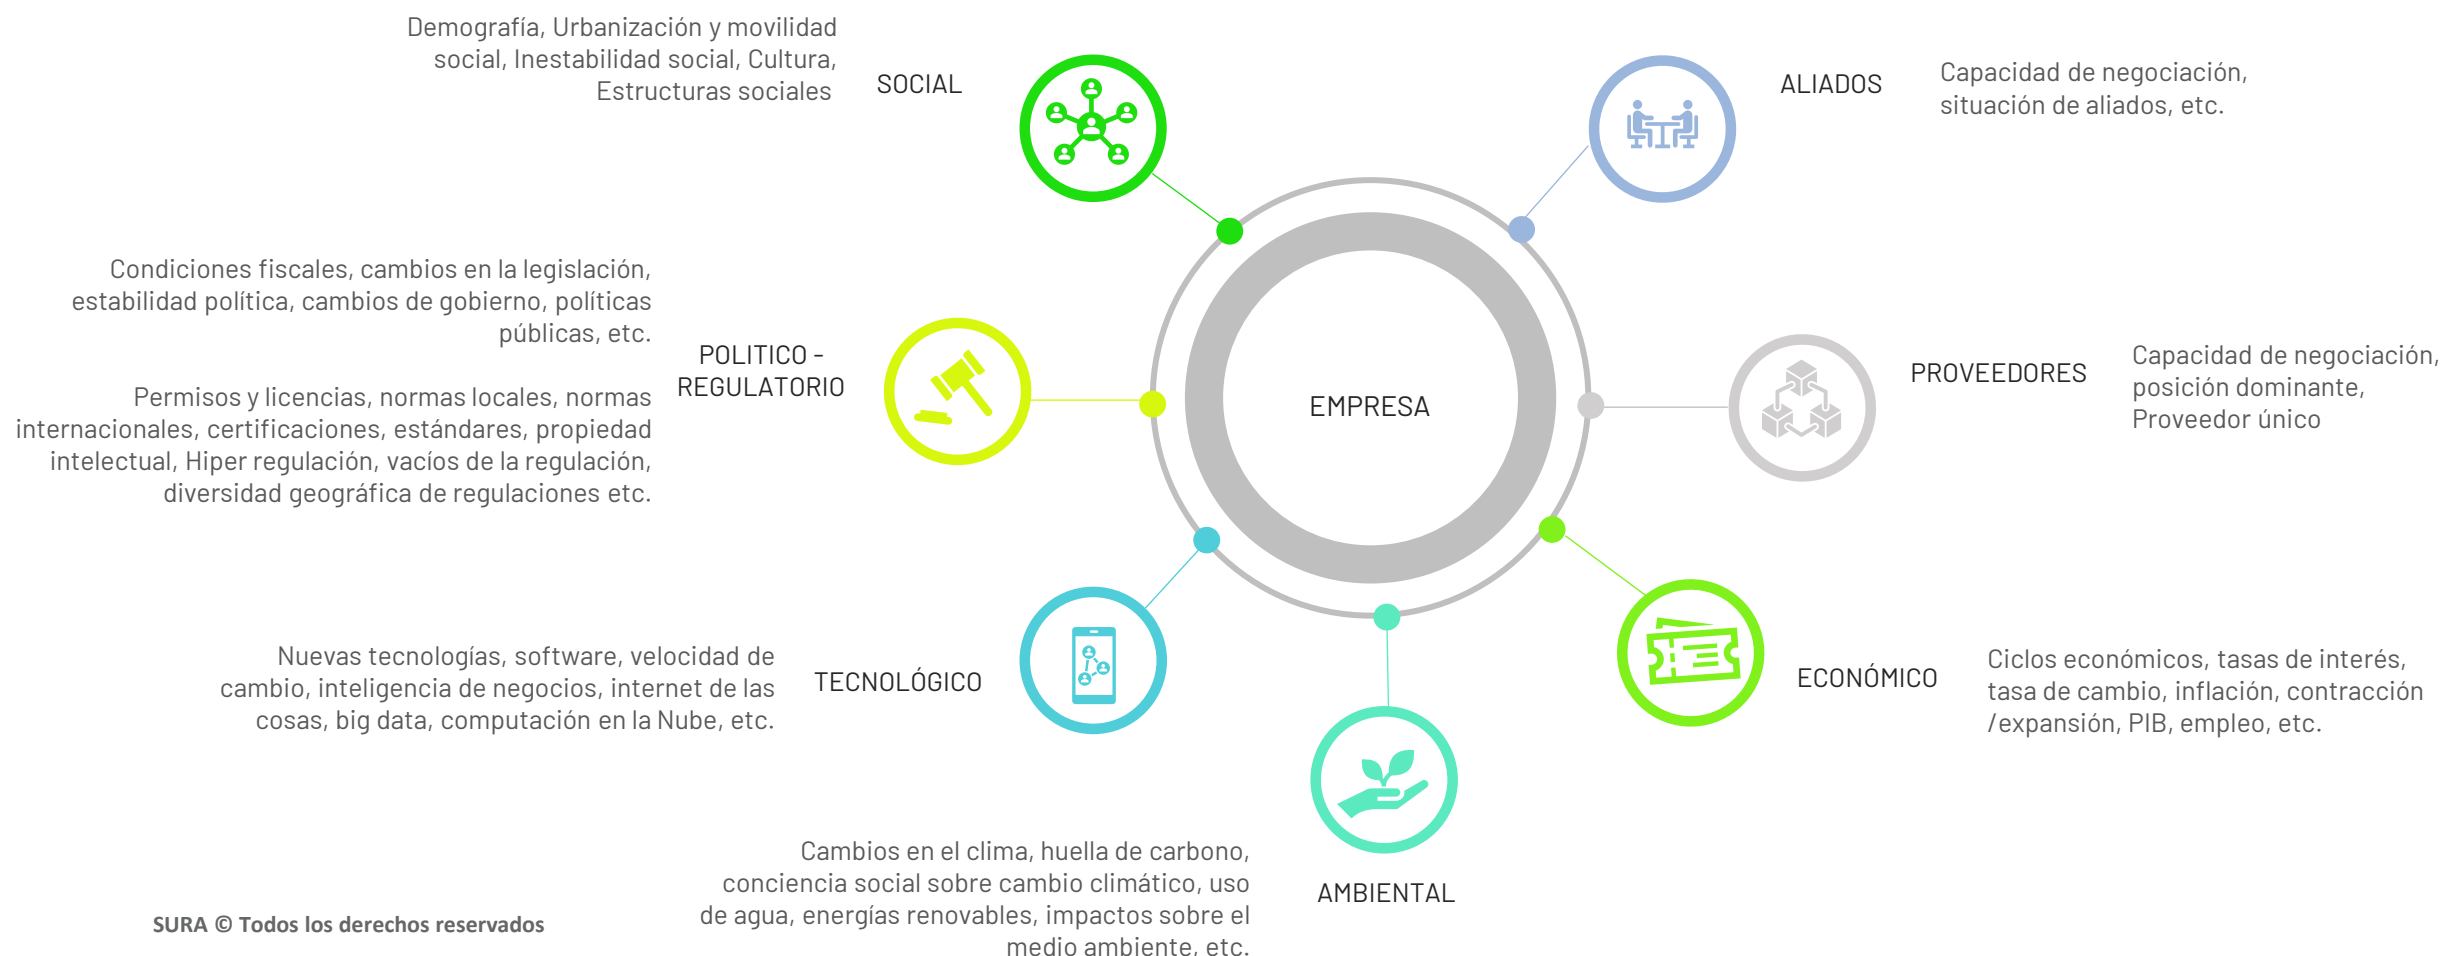 Demografía, Urbanización y movilidad
social, Inestabilidad social, Cultura,
Estructuras sociales
SOCIAL
ALIADOS
Capacidad de negociación,
situación de aliados, etc.
Condiciones fiscales, cambios en la legislación,
estabilidad política, cambios de gobierno, políticas
públicas, etc.
Permisos y licencias, normas locales, normas
internacionales, certificaciones, estándares, propiedad
intelectual, Hiper regulación, vacíos de la regulación,
diversidad geográfica de regulaciones etc.
POLITICO -
REGULATORIO
EMPRESA
PROVEEDORES
Capacidad de negociación,
posición dominante,
Proveedor único
Nuevas tecnologías, software, velocidad de
cambio, inteligencia de negocios, internet de las
cosas, big data, computación en la Nube, etc.
TECNOLÓGICO
ECONÓMICO
Ciclos económicos, tasas de interés,
tasa de cambio, inflación, contracción
/expansión, PIB, empleo, etc.
Cambios en el clima, huella de carbono,
conciencia social sobre cambio climático, uso
de agua, energías renovables, impactos sobre el
medio ambiente, etc.
AMBIENTAL
SURA © Todos los derechos reservados